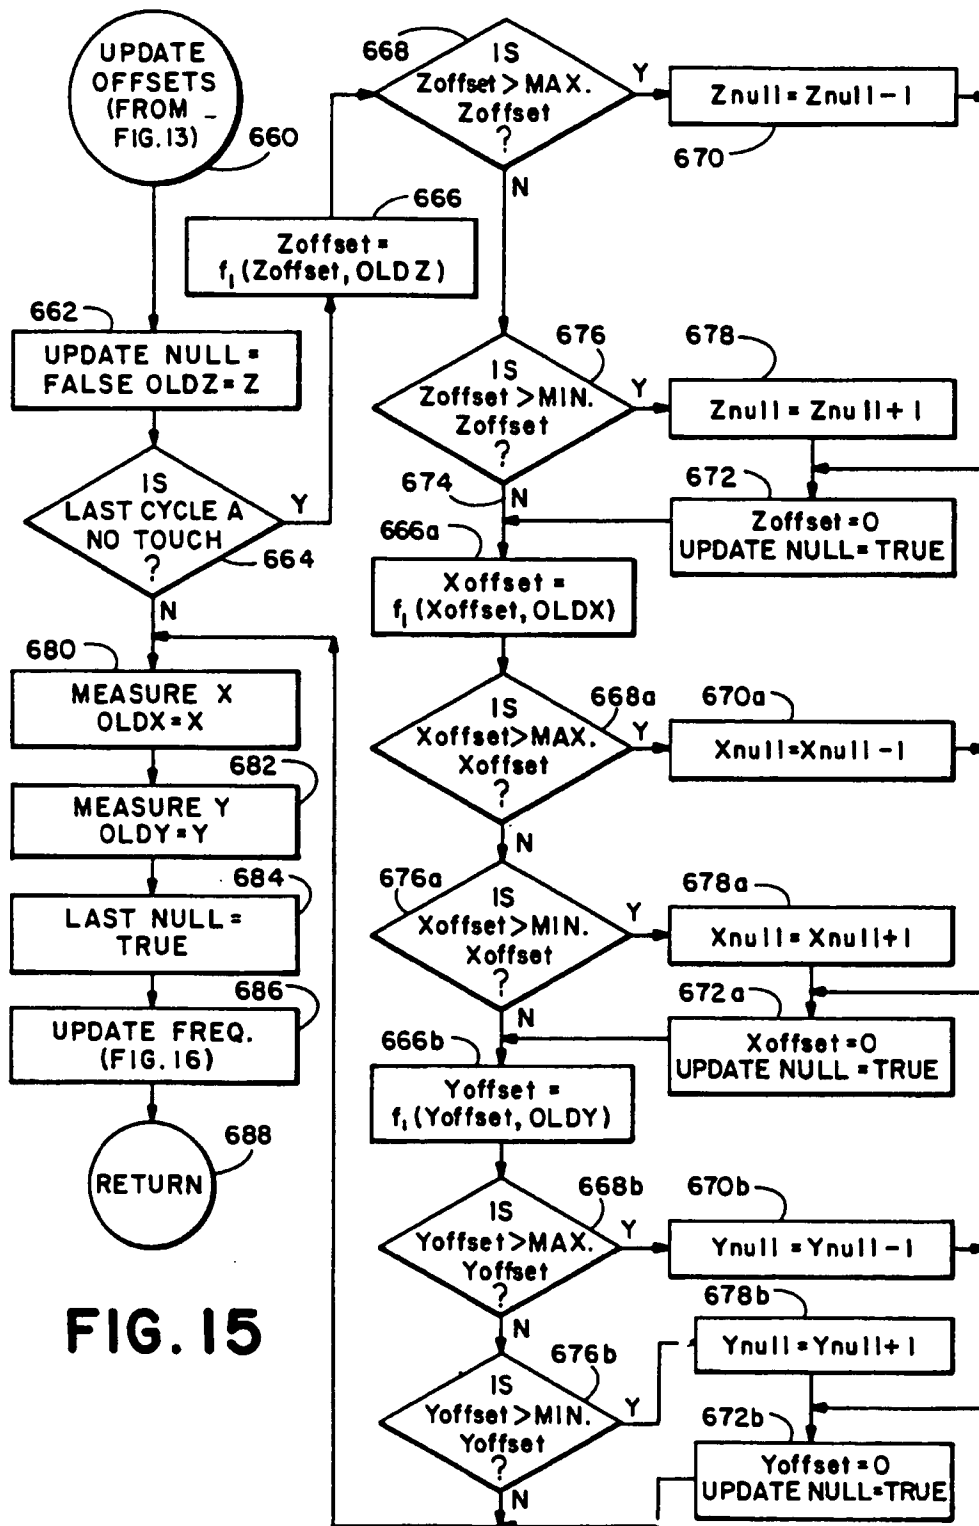 UPDATE
OFFSETS
(FROM
FIG. 13)
660
662
UPDATE NULL =
FALSE OLDZ = Z
IS
LAST CYCLE A
NO TOUCH
?
Y
664
N
666
Zoffset =
f1 (Zoffset, OLDZ)
668
IS
Zoffset > MAX.
Zoffset
?
Y
N
Znull = Znull - 1
670
676
IS
Zoffset > MIN.
Zoffset
?
Y
674
N
678
Znull = Znull + 1
672
Zoffset = 0
UPDATE NULL = TRUE
666a
Xoffset =
f1 (Xoffset, OLDX)
668a
IS
Xoffset > MAX.
Xoffset
?
Y
N
670a
Xnull = Xnull - 1
676a
IS
Xoffset > MIN.
Xoffset
?
Y
N
678a
Xnull = Xnull + 1
672a
Xoffset = 0
UPDATE NULL = TRUE
666b
Yoffset =
f1 (Yoffset, OLDY)
668b
IS
Yoffset > MAX.
Yoffset
?
Y
N
670b
Ynull = Ynull - 1
676b
IS
Yoffset > MIN.
Yoffset
?
Y
N
678b
Ynull = Ynull + 1
672b
Yoffset = 0
UPDATE NULL = TRUE
680
MEASURE X
OLDX = X
682
MEASURE Y
OLDY = Y
684
LAST NULL =
TRUE
686
UPDATE FREQ.
(FIG. 16)
688
RETURN
FIG. 15